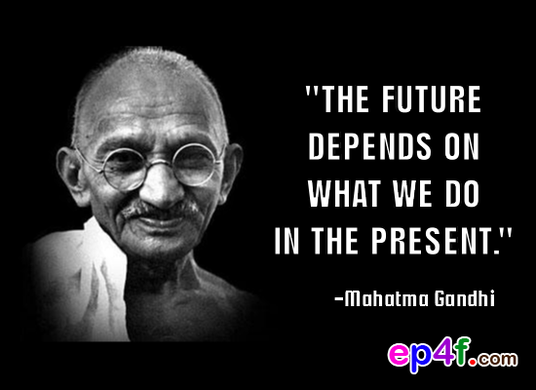 "THE FUTURE
DEPENDS ON
WHAT WE DO
IN THE PRESENT."
-Mahatma Gandhi
ep4f.com